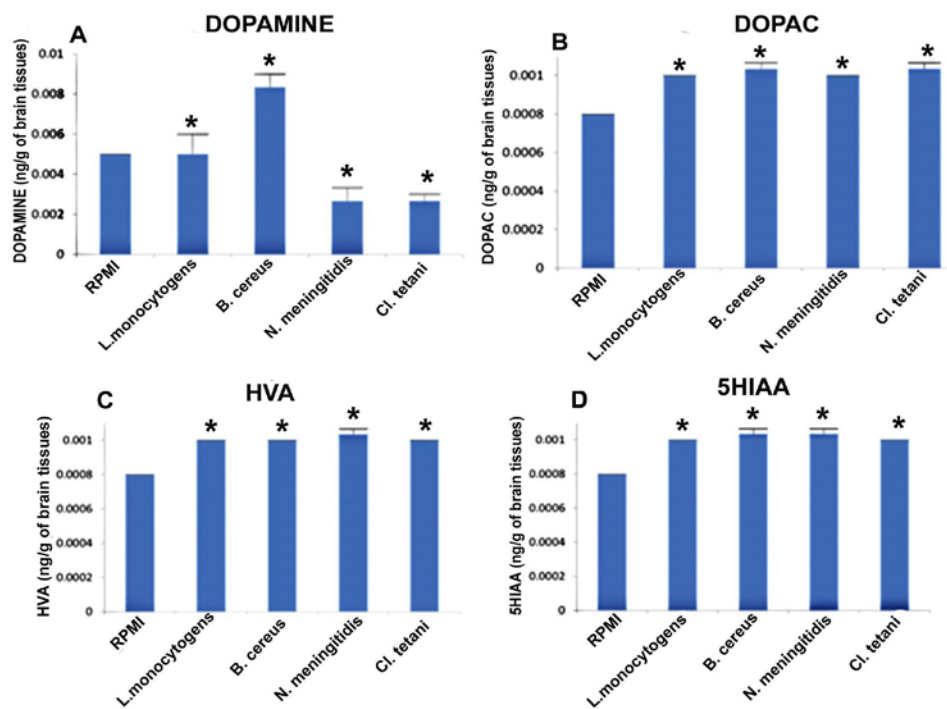 A
DOPAMINE
DOPAMINE (ng/g of brain tissues)
0.01
0.008
0.006
0.004
0.002
0
*
*
*
*
RPMI
L.monocytogens
B. cereus
N. meningitidis
Cl. tetani
B
DOPAC
DOPAC (ng/g of brain tissues)
0.001
0.0008
0.0006
0.0004
0.0002
0
*
*
*
*
RPMI
L.monocytogens
B. cereus
N. meningitidis
Cl. tetani
C
HVA
HVA (ng/g of brain tissues)
0.001
0.0008
0.0006
0.0004
0.0002
0
*
*
*
*
RPMI
L.monocytogens
B. cereus
N. meningitidis
Cl. tetani
D
5HIAA
5HIAA (ng/g of brain tissues)
0.001
0.0008
0.0006
0.0004
0.0002
0
*
*
*
*
RPMI
L.monocytogens
B. cereus
N. meningitidis
Cl. tetani